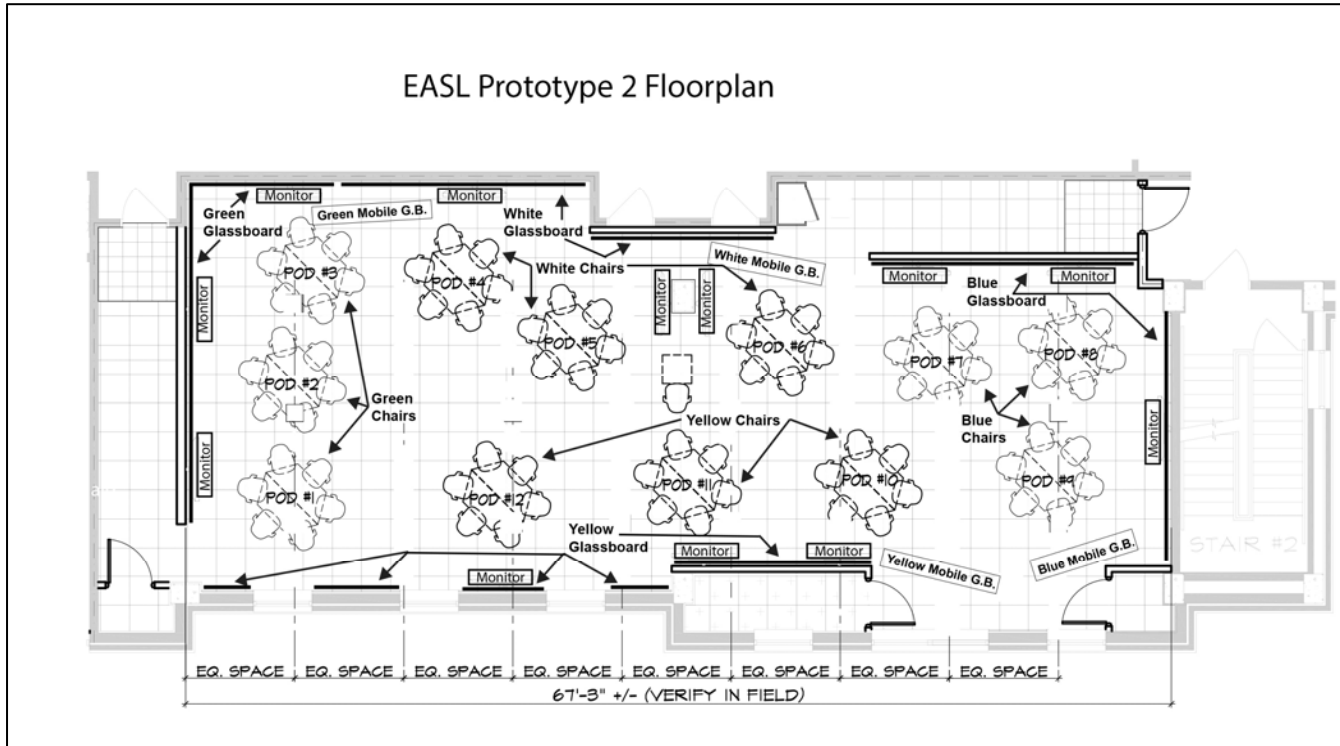 EASL Prototype 2 Floorplan
Monitor
Monitor
Green
Glassboard
Green Mobile G.B.
White
Glassboard
White Chairs
White Mobile G.B.
POD #3
POD #4
Monitor
Monitor
Monitor
Monitor
Monitor
Blue
Glassboard
POD #5
POD #6
POD #7
POD #8
POD #2
Green
Chairs
Yellow Chairs
Blue
Chairs
Monitor
Monitor
POD #1
POD #12
POD #11
POD #10
POD #9
Yellow
Glassboard
Monitor
Monitor
Monitor
Yellow Mobile G.B.
Blue Mobile G.B.
STAIR #2
EQ. SPACE
EQ. SPACE
EQ. SPACE
EQ. SPACE
EQ. SPACE
EQ. SPACE
EQ. SPACE
EQ. SPACE
67'-3" +/- (VERIFY IN FIELD)